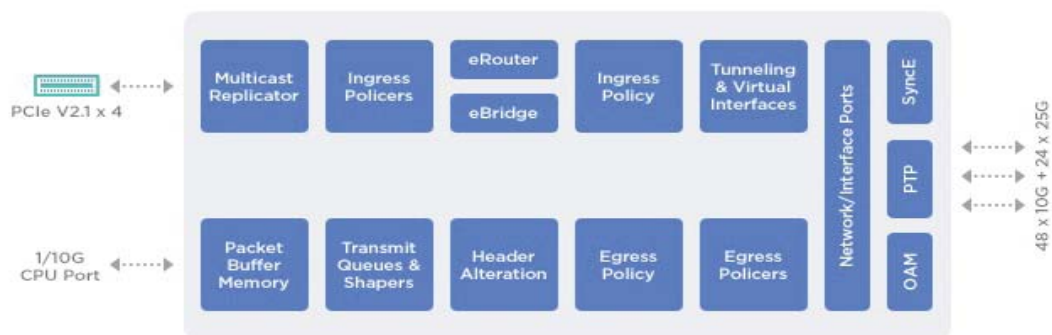 Multicast
Replicator
Ingress
Policers
eRouter
eBridge
Ingress
Policy
Tunneling
& Virtual
Interfaces
PCIe V2.1 x 4
Packet
Buffer
Memory
Transmit
Queues &
Shapers
Header
Alteration
Egress
Policy
Egress
Policers
1/10G
CPU Port
Network/Interface Ports
SyncE
PTP
OAM
48 x 10G + 24 x 25G